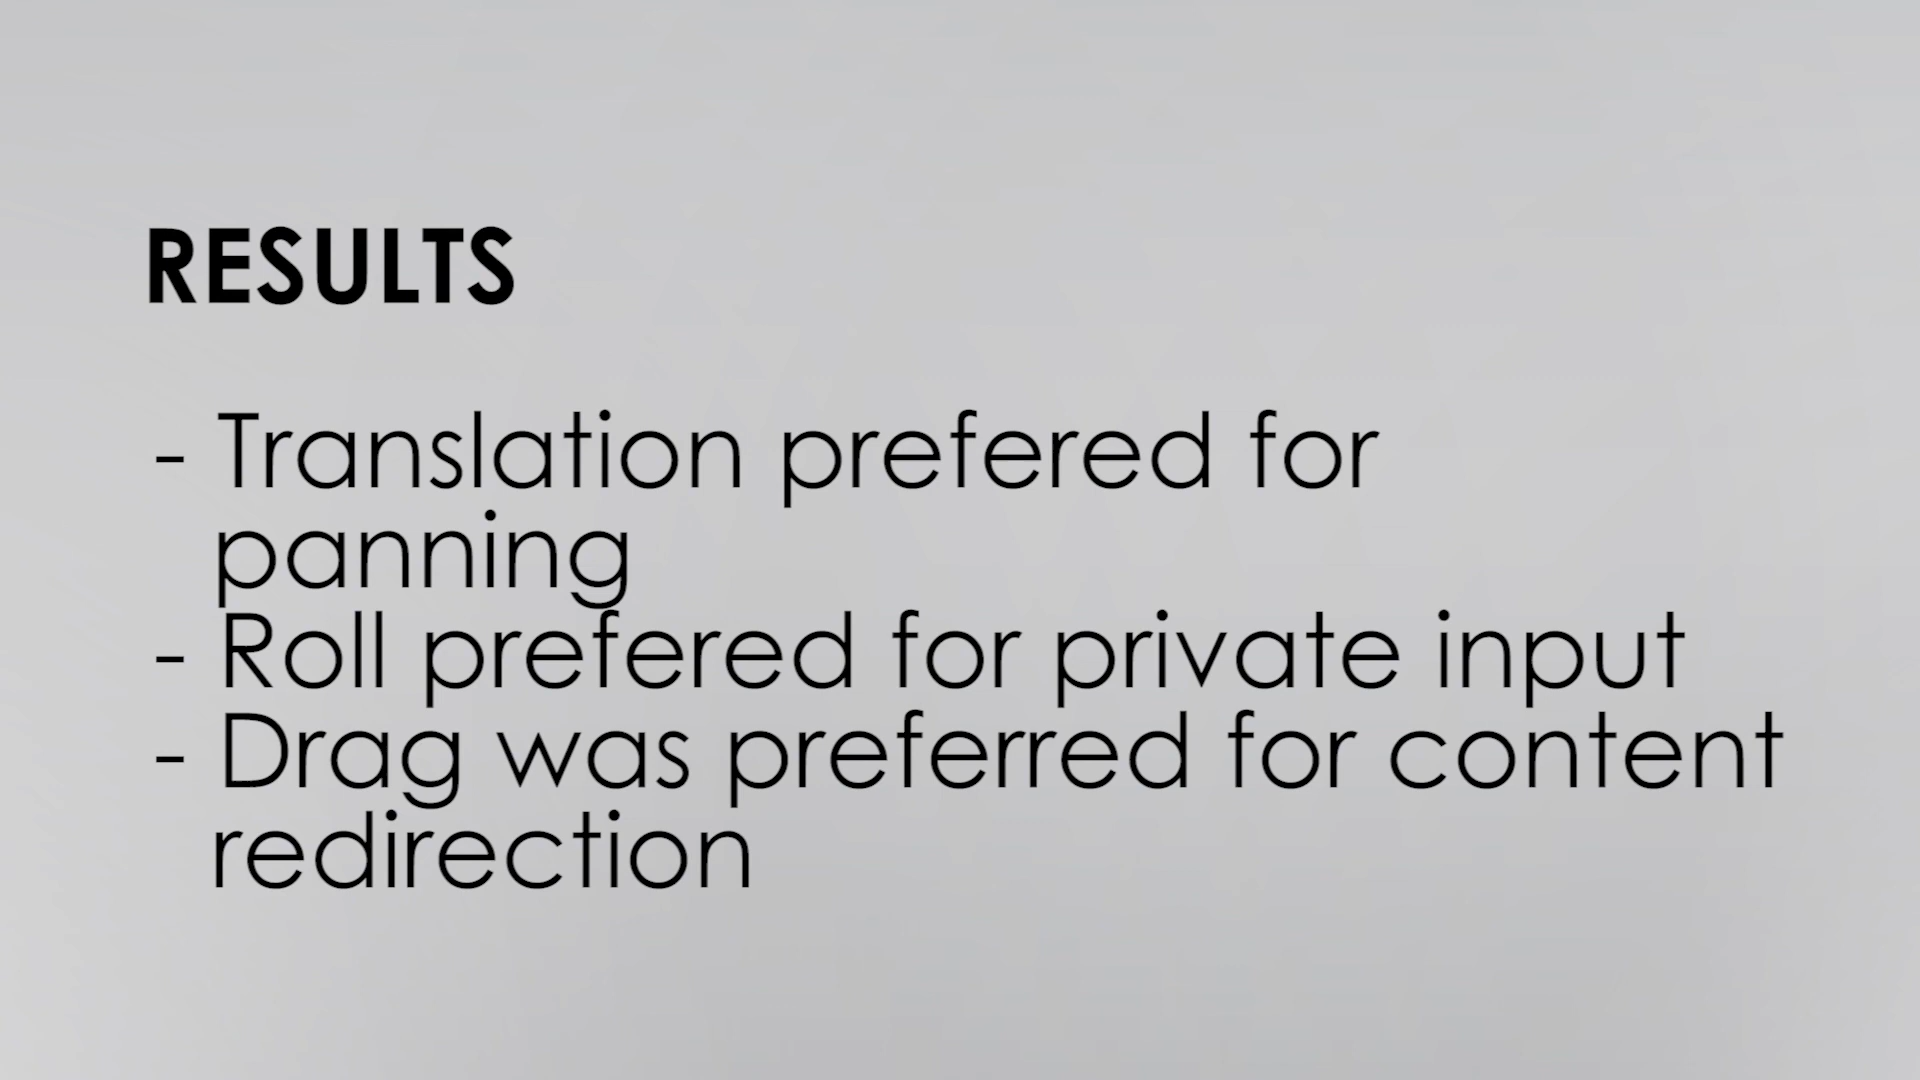 RESULTS
- Translation prefered for
panning
- Roll prefered for private input
- Drag was preferred for content
redirection